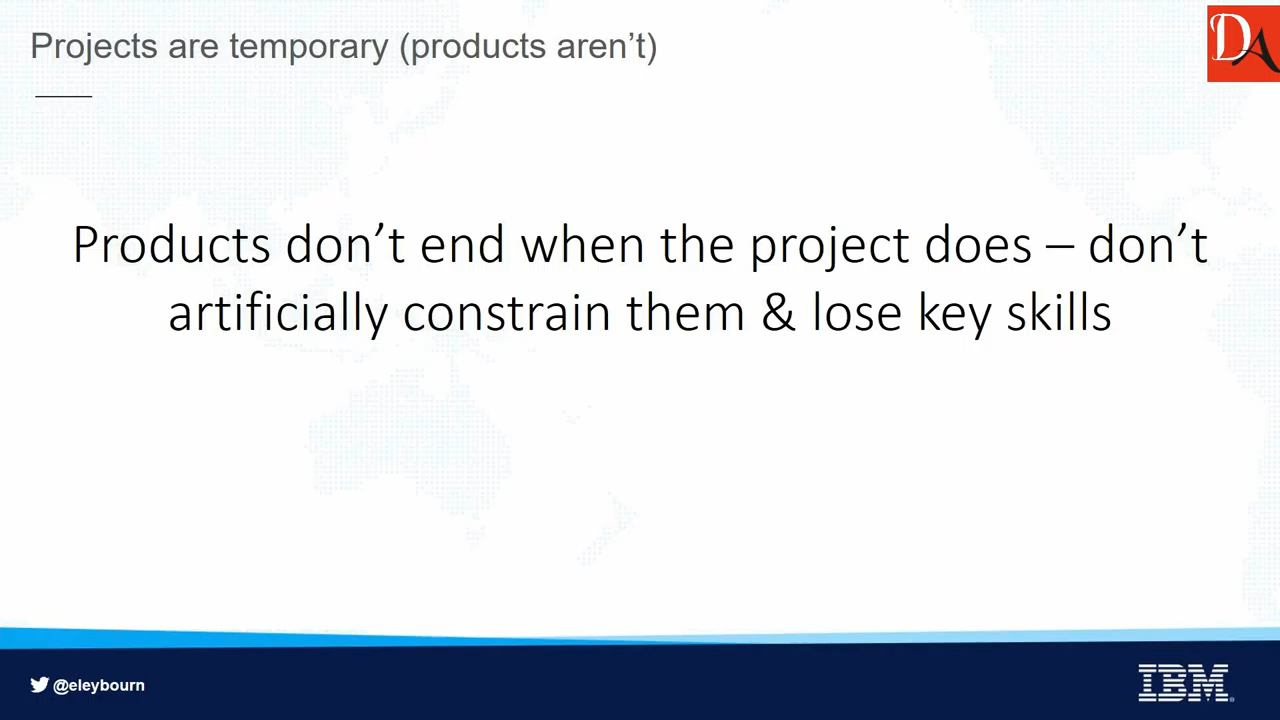 Projects are temporary (products aren’t)
DA
Products don’t end when the project does – don’t
artificially constrain them & lose key skills
@eleybourn
IBM®